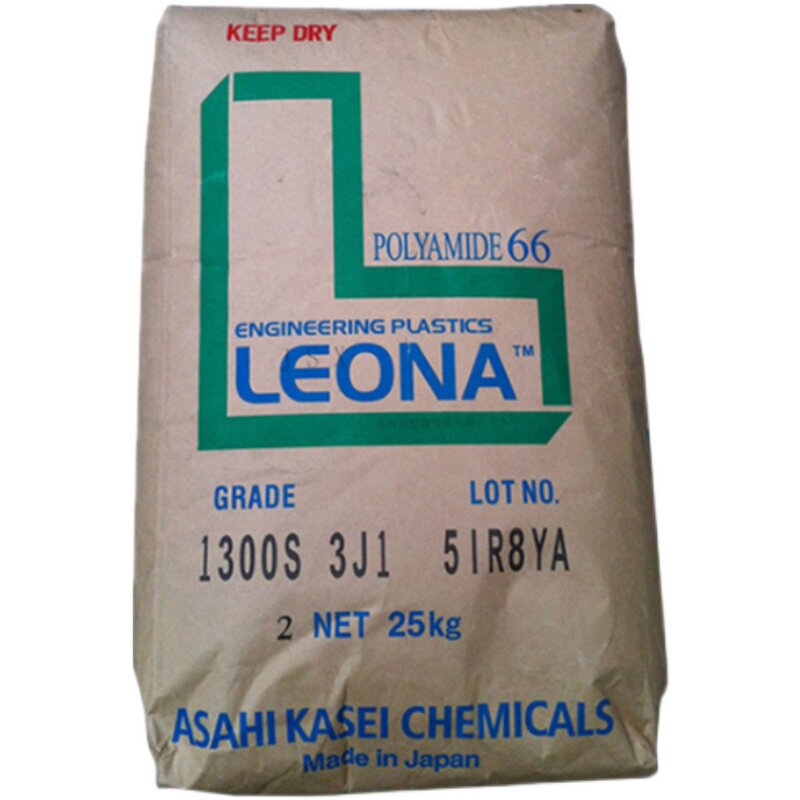 KEEP DRY
POLYAMIDE 66
ENGINEERING PLASTICS
LEONA™
GRADE LOT NO.
1300S 3J1 5IR8YA
2 NET 25kg
ASAHI KASEI CHEMICALS
Made in Japan